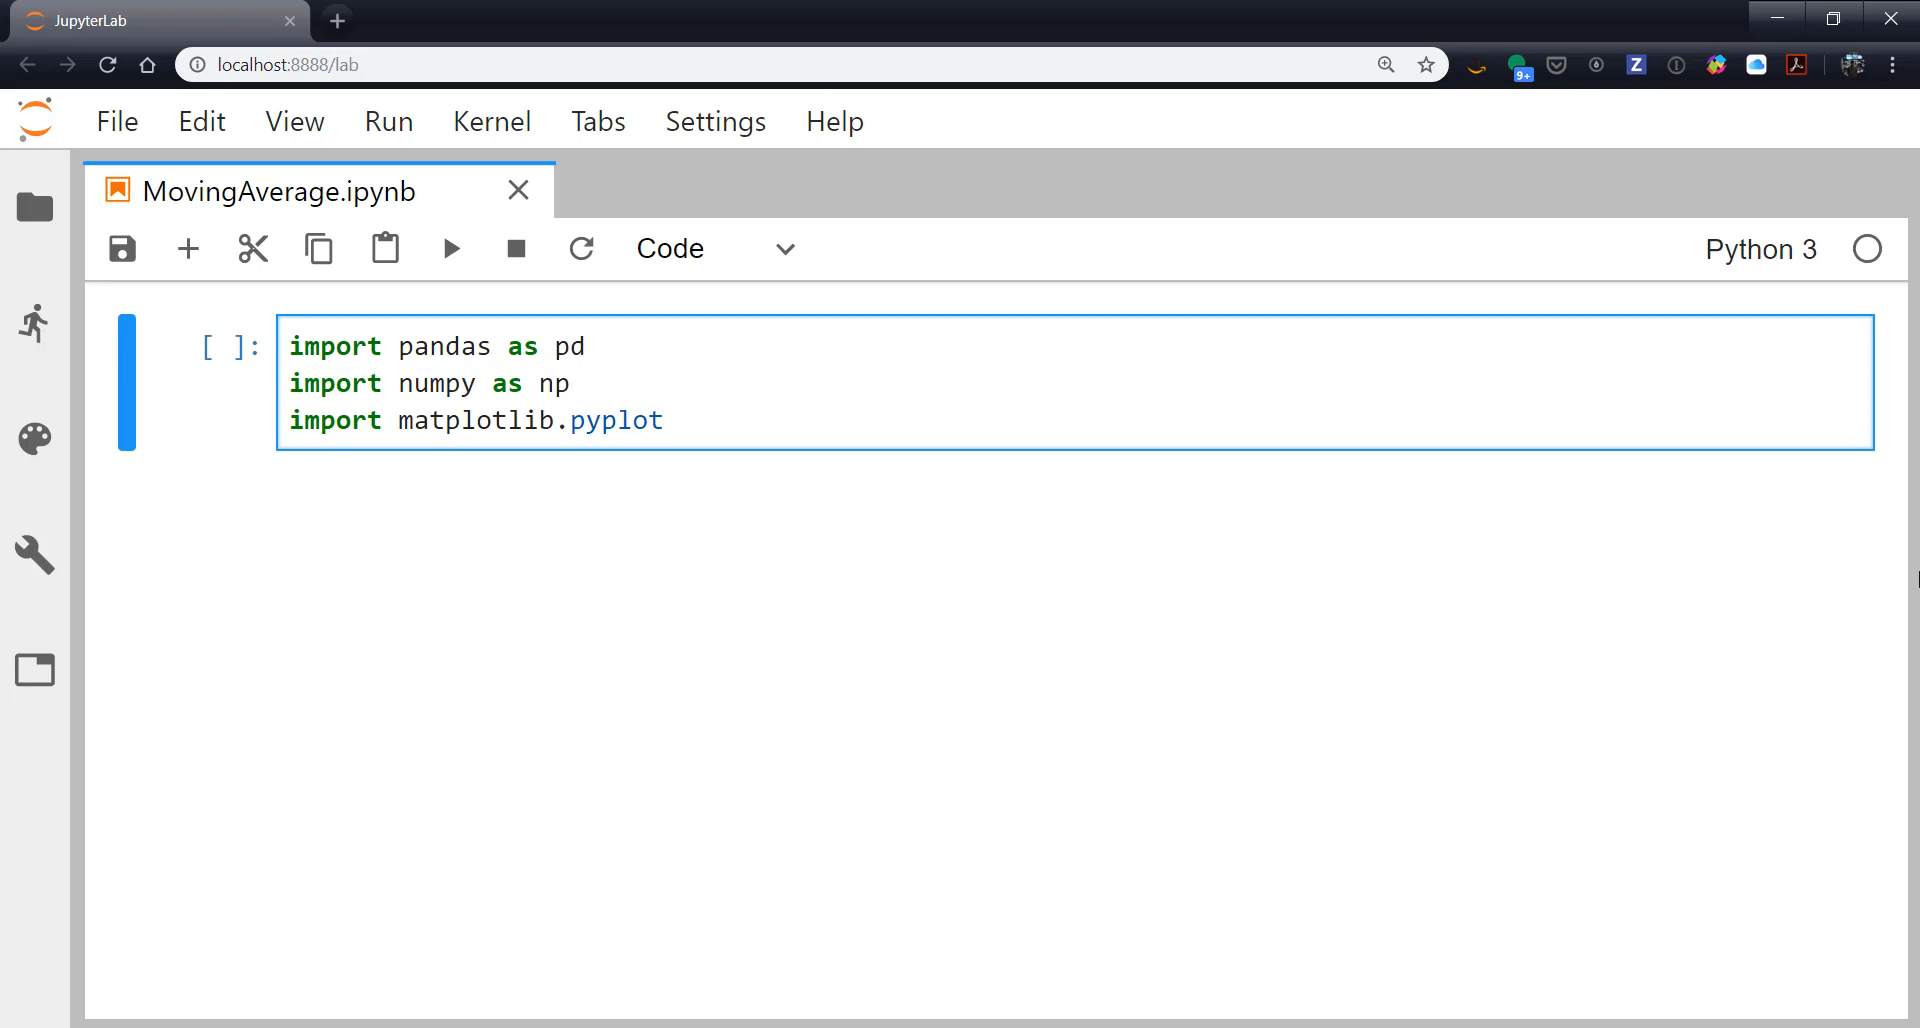 JupyterLab
localhost:8888/lab
9+
Z
File Edit View Run Kernel Tabs Settings Help
MovingAverage.ipynb
Code
Python 3
[ ]:
import pandas as pd
import numpy as np
import matplotlib.pyplot